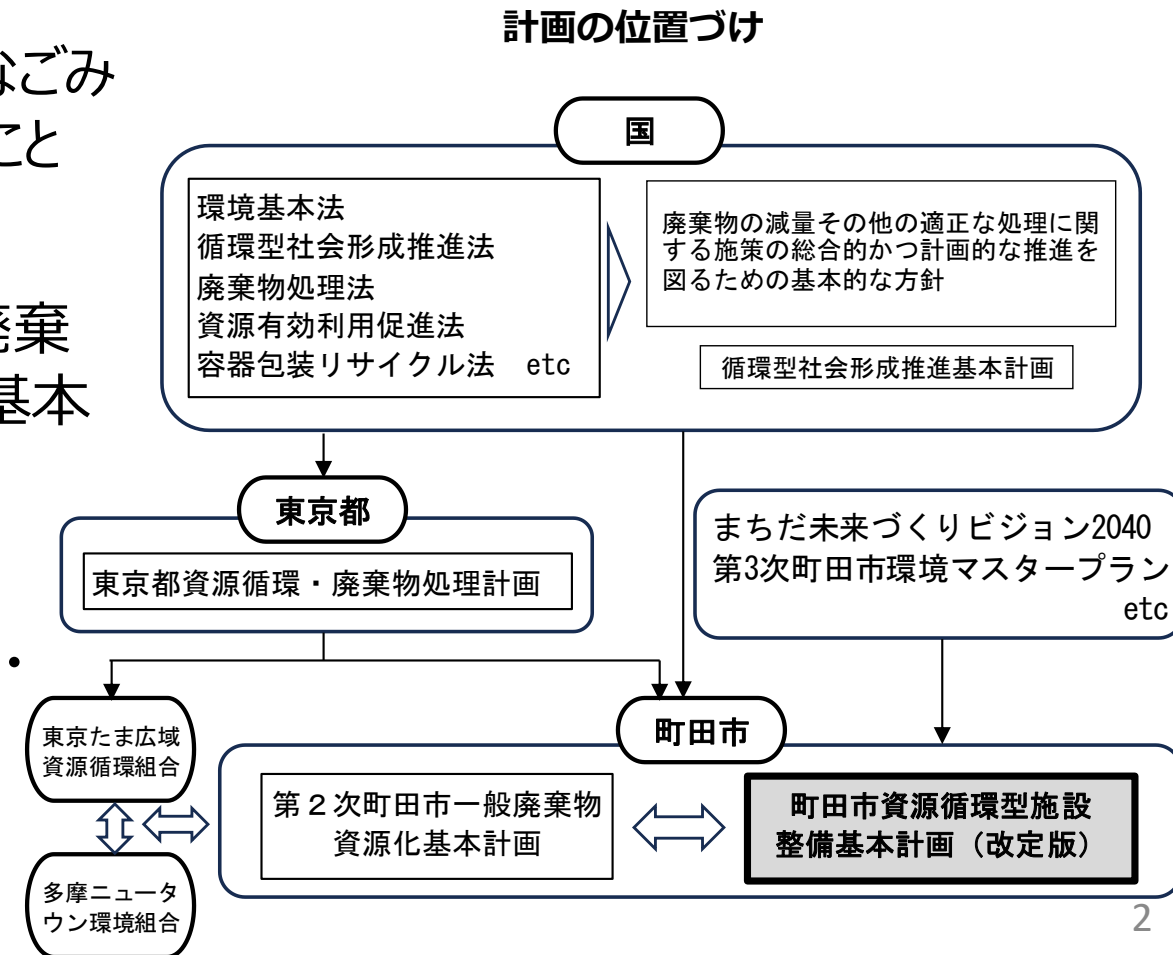 計画の位置づけ
なごみ
こと
廃棄
基本
・
国
環境基本法
循環型社会形成推進法
廃棄物処理法
資源有効利用促進法
容器包装リサイクル法　etc
廃棄物の減量その他の適正な処理に関
する施策の総合的かつ計画的な推進を
図るための基本的な方針
循環型社会形成推進基本計画
東京都
東京都資源循環・廃棄物処理計画
まちだ未来づくりビジョン2040
第3次町田市環境マスタープラン
etc
東京たま広域
資源循環組合
多摩ニュータ
ウン環境組合
町田市
第２次町田市一般廃棄物
資源化基本計画
町田市資源循環型施設
整備基本計画（改定版）
2